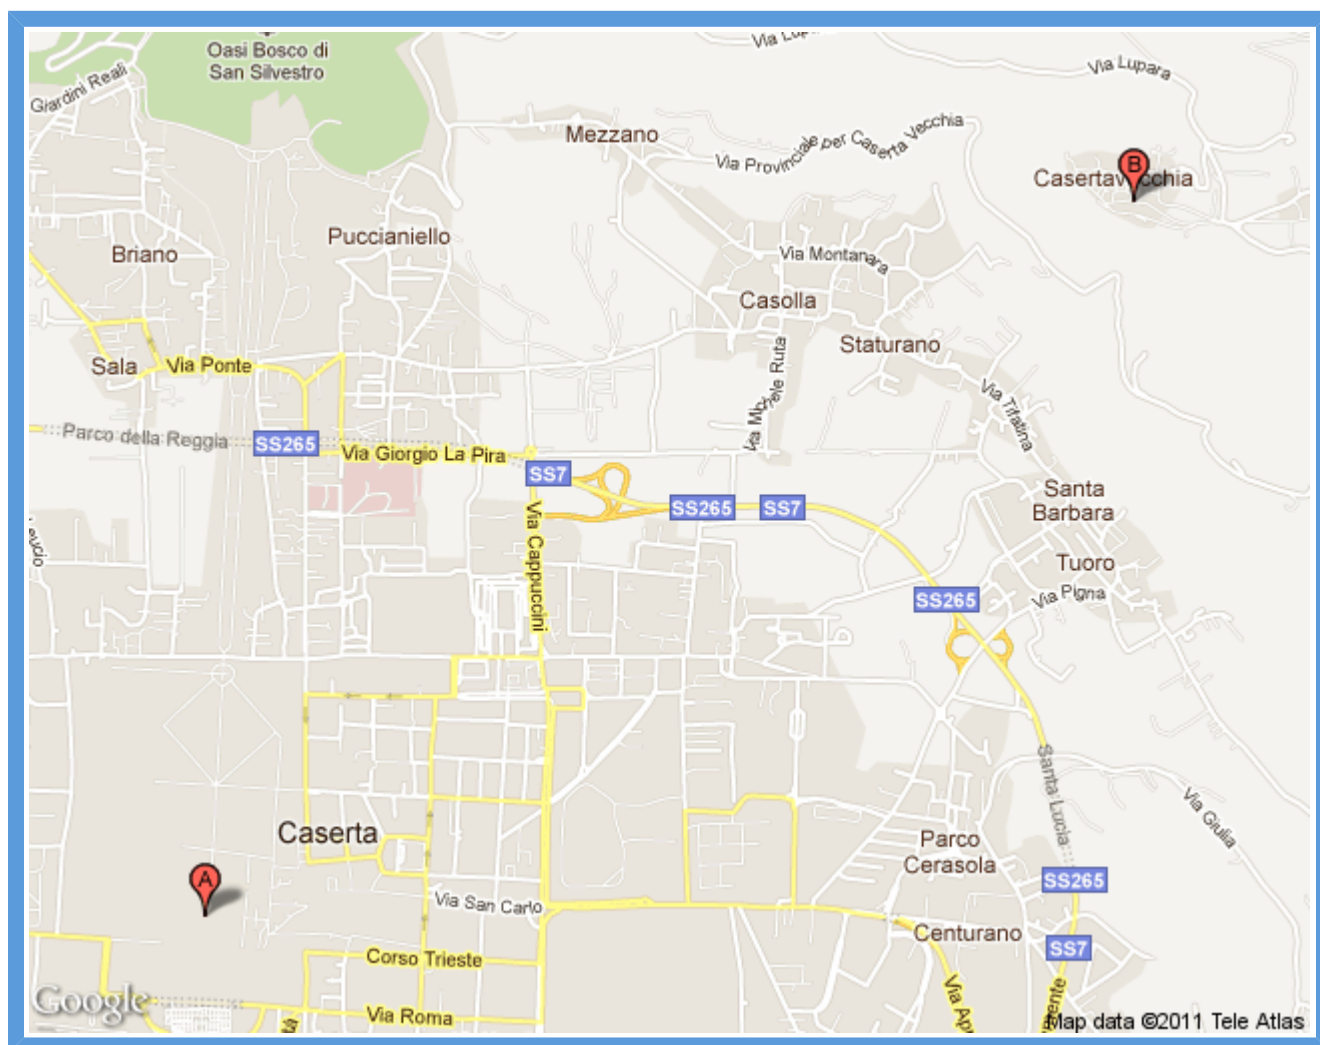 Via Lupara
Oasi Bosco di
San Silvestro
Via Lupara
Giardini Reali
Mezzano
Via Provinciale per Caserta Vecchia
B
Casertavecchia
Puccianiello
Briano
Via Montanara
Casolla
Staturano
Sala
Via Ponte
Via Michele Ruta
Via Tifatina
Parco della Reggia
SS265
Via Giorgio La Pira
SS7
SS265
SS7
Santa
Barbara
Via Cappuccini
Tuoro
Via Pigna
SS265
Santa Lucia
Via Giulia
Caserta
Parco
Cerasola
A
SS265
Via San Carlo
Centurano
SS7
Corso Trieste
Google
Via Roma
Map data ©2011 Tele Atlas